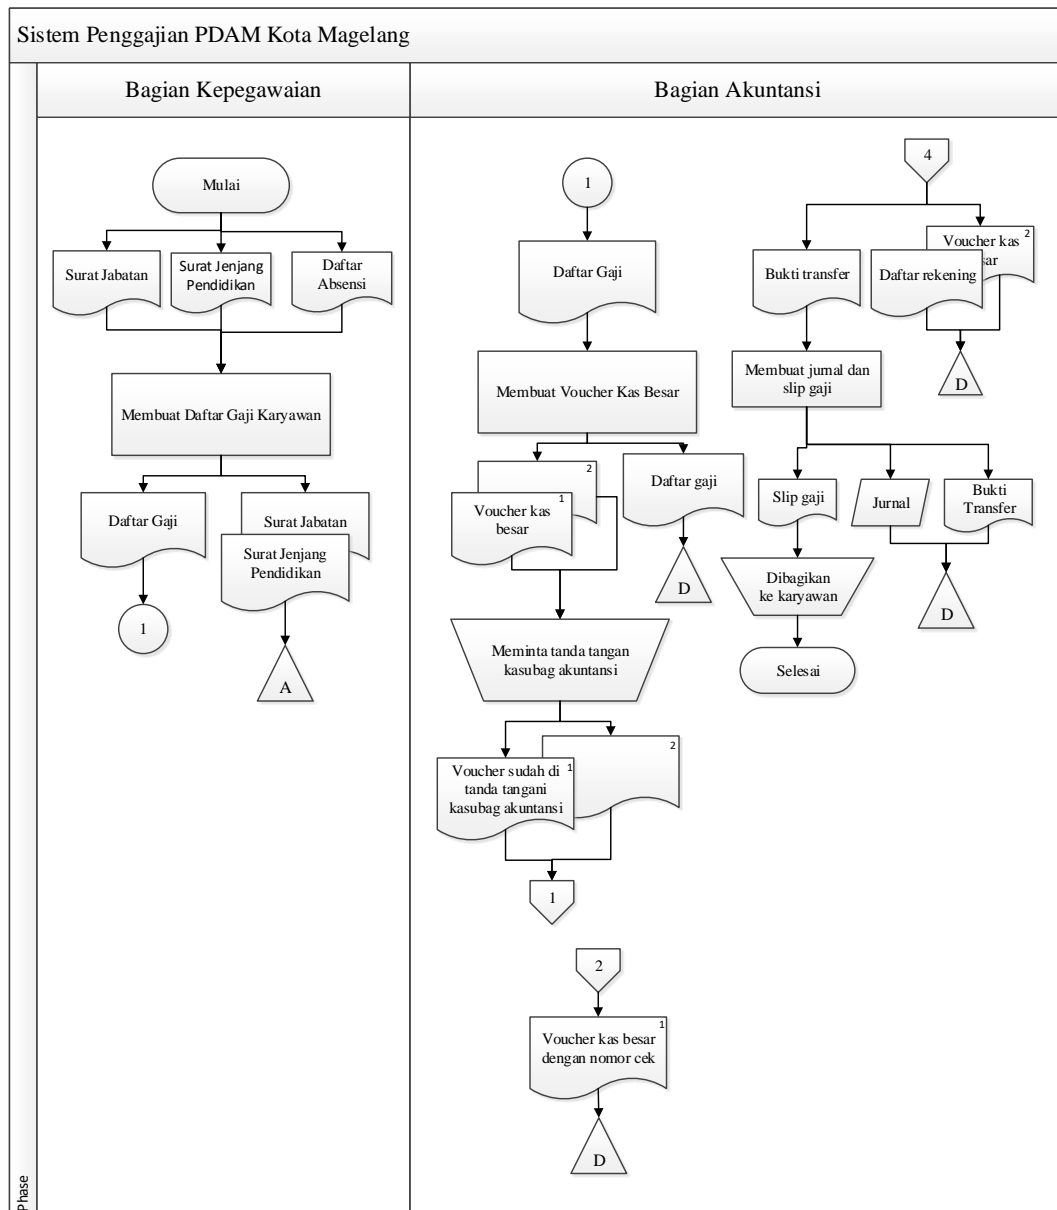 Sistem Penggajian PDAM Kota Magelang
Bagian Kepegawaian
Bagian Akuntansi
Phase
Mulai
Surat Jabatan
Surat Jenjang
Pendidikan
Daftar
Absensi
Membuat Daftar Gaji Karyawan
Daftar Gaji
Surat Jabatan
Surat Jenjang
Pendidikan
1
A
1
Daftar Gaji
Membuat Voucher Kas Besar
2
1
Voucher kas
besar
Daftar gaji
D
Meminta tanda tangan
kasubag akuntansi
1
Voucher sudah di
tanda tangani
kasubag akuntansi
2
1
2
1
Voucher kas besar
dengan nomor cek
D
4
Bukti transfer
2
Voucher kas
sar
Daftar rekening
D
Membuat jurnal dan
slip gaji
Slip gaji
Jurnal
Bukti
Transfer
Dibagikan
ke karyawan
D
Selesai